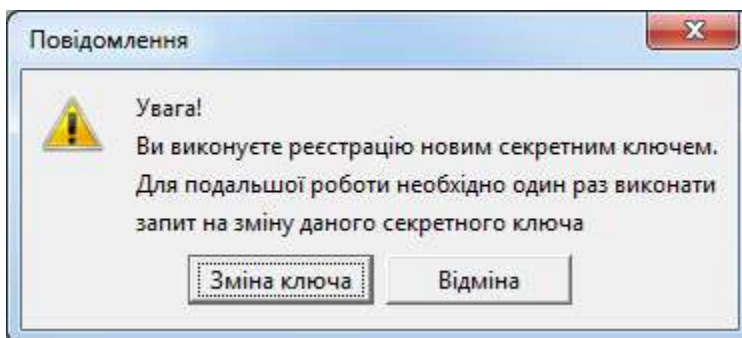 Повідомлення
Увага!
Ви виконуєте реєстрацію новим секретним ключем.
Для подальшої роботи необхідно один раз виконати
запит на зміну даного секретного ключа
Зміна ключа
Відміна